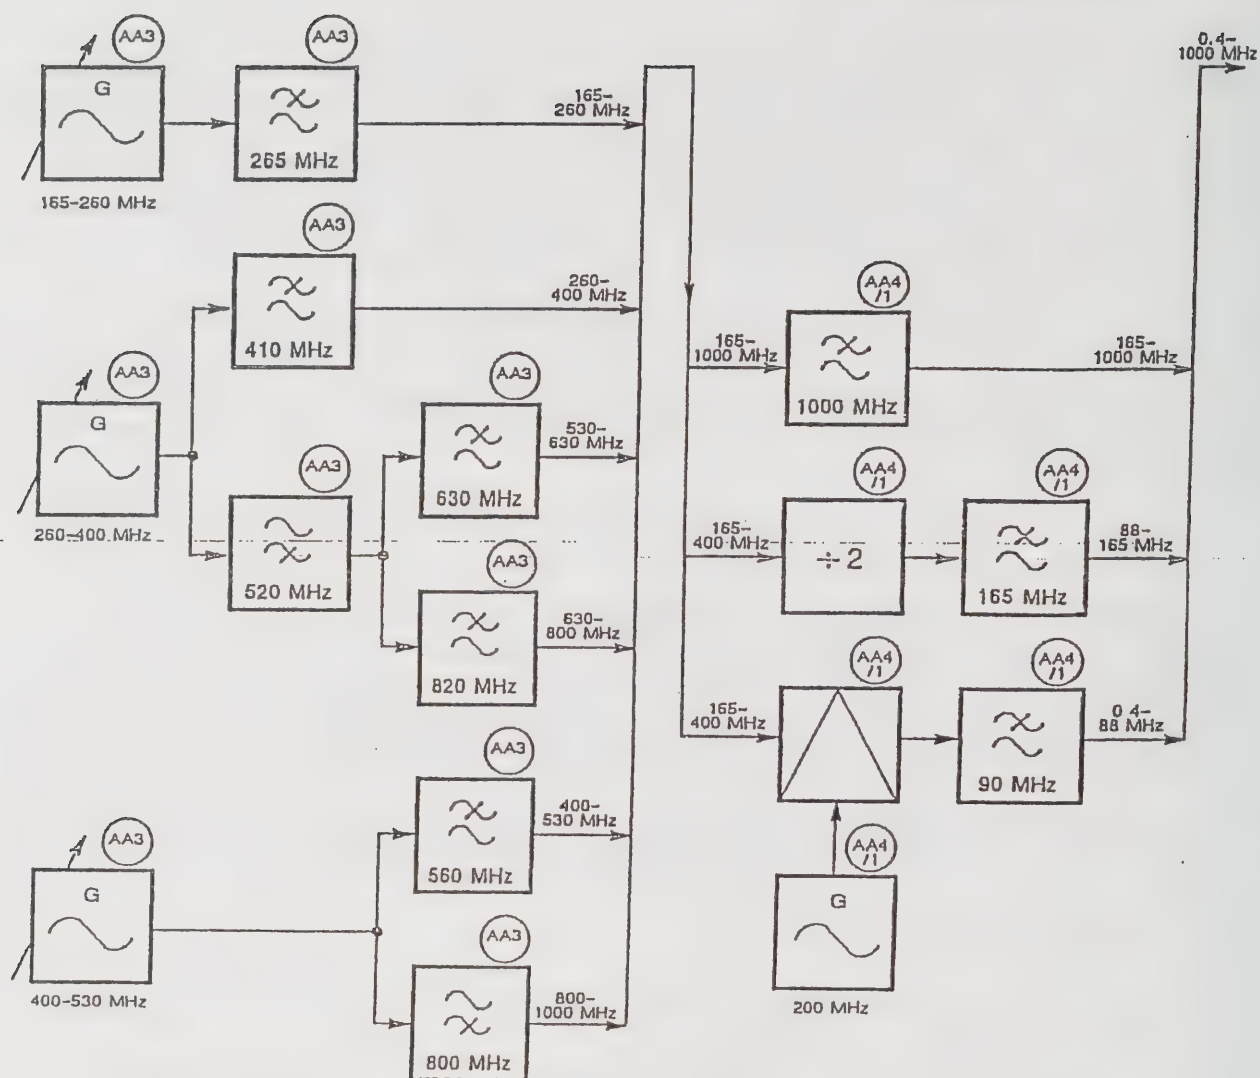 AA3
AA3
0.4-
1000 MHz
G
265 MHz
165-
260 MHz
165-260 MHz
AA3
410 MHz
260-
400 MHz
AA4
/1
1000 MHz
165-
1000 MHz
165-
1000 MHz
AA3
G
260-400 MHz
AA3
630 MHz
530-
630 MHz
AA3
520 MHz
AA4
/1
÷2
165-
400 MHz
AA4
/1
165 MHz
88-
165 MHz
AA3
820 MHz
630-
800 MHz
AA4
/1
165-
400 MHz
AA4
/1
90 MHz
0.4-
88 MHz
AA3
560 MHz
400-
530 MHz
AA3
G
400-530 MHz
AA4
/1
G
200 MHz
AA3
800 MHz
800-
1000 MHz